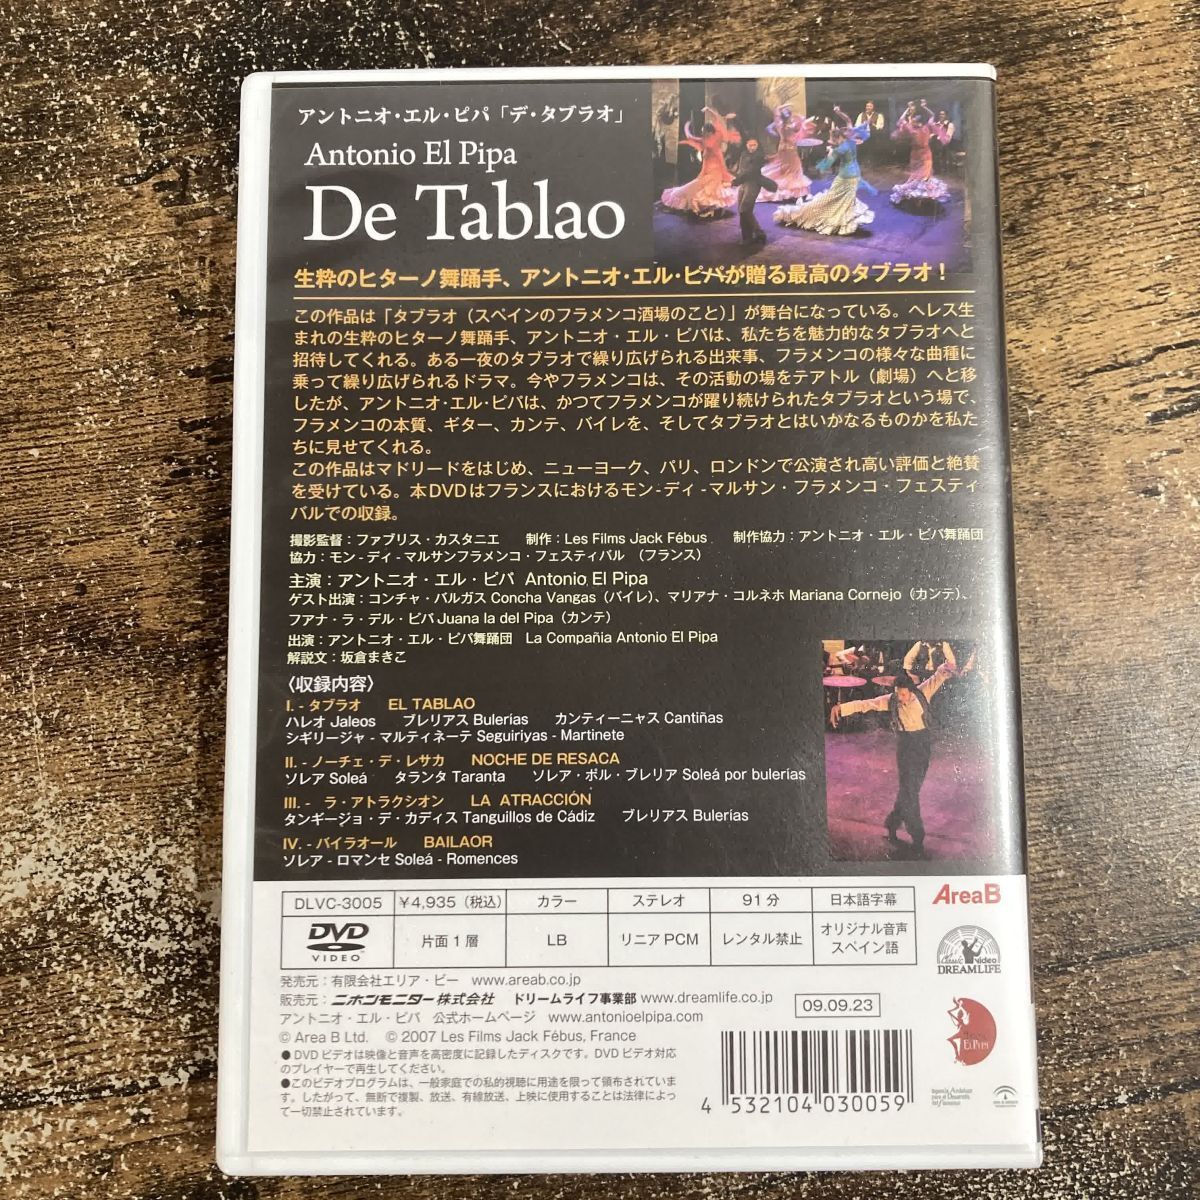 アントニオ・エル・ピパ「デ・タブラオ」
Antonio El Pipa
De Tablao
生粋のヒターノ舞踊手、アントニオ・エル・ピパが贈る最高のタブラオ！
この作品は「タブラオ（スペインのフラメンコ酒場のこと）」が舞台になっている。ヘレス生
まれの生粋のヒターノ舞踊手、アントニオ・エル・ピパは、私たちを魅力的なタブラオへと
招待してくれる。ある一夜のタブラオで繰り広げられる出来事、フラメンコの様々な曲種に
乗って繰り広げられるドラマ。今やフラメンコは、その活動の場をテアトル（劇場）へと移
したが、アントニオ・エル・ピパは、かつてフラメンコが躍り続けられたタブラオという場で、
フラメンコの本質、ギター、カンテ、バイレを、そしてタブラオとはいかなるものかを私た
ちに見せてくれる。
この作品はマドリードをはじめ、ニューヨーク、パリ、ロンドンで公演され高い評価と絶賛
を受けている。本DVDはフランスにおけるモン-ディ-マルサン・フラメンコ・フェスティ
バルでの収録。
撮影監督：ファブリス・カスタニエ　制作：Les Films Jack Fébus　制作協力：アントニオ・エル・ピパ舞踊団
協力：モン-ディ-マルサンフラメンコ・フェスティバル　（フランス）
主演：アントニオ・エル・ピパ Antonio El Pipa
ゲスト出演：コンチャ・バルガス Concha Vangas（バイレ）、マリアナ・コルネホ Mariana Cornejo（カンテ）、
フアナ・ラ・デル・ピパ Juana la del Pipa（カンテ）
出演：アントニオ・エル・ピパ舞踊団　La Compañia Antonio El Pipa
解説文：坂倉まきこ
〈収録内容〉
I. - タブラオ　EL TABLAO
ハレオ Jaleos　ブレリアス Bulerías　カンティーニャス Cantiñas
シギリージャ - マルティネーテ Seguiriyas - Martinete
II. - ノーチェ・デ・レサカ　NOCHE DE RESACA
ソレア Soleá　タランタ Taranta　ソレア・ポル・ブレリア Soleá por bulerías
III. - ラ・アトラクシオン　LA ATRACCIÓN
タンギージョ・デ・カディス Tanguillos de Cádiz　ブレリアス Bulerías
IV. - バイラオール　BAILAOR
ソレア - ロマンセ Soleá - Romences
DLVC-3005 ￥4,935（税込） カラー ステレオ 91分 日本語字幕
DVD VIDEO 片面1層 LB リニアPCM レンタル禁止 オリジナル音声 スペイン語
AreaB
Classic video
DREAMLIFE
発売元：有限会社エリア・ビー　www.areab.co.jp
販売元：ニホンモニター株式会社　ドリームライフ事業部 www.dreamlife.co.jp
09.09.23
アントニオ・エル・ピパ　公式ホームページ　www.antonioelpipa.com
© Area B Ltd.　© 2007 Les Films Jack Fébus, France
●DVDビデオは映像と音声を高密度に記録したディスクです。DVDビデオ対応
のプレイヤーで再生してください。
●このビデオプログラムは、一般家庭での私的視聴に用途を限って頒布されていま
す。したがって、無断で複製、放送、有線放送、上映に使用することは法律によっ
て一切禁止されています。
4 532104 030059
El Pipa